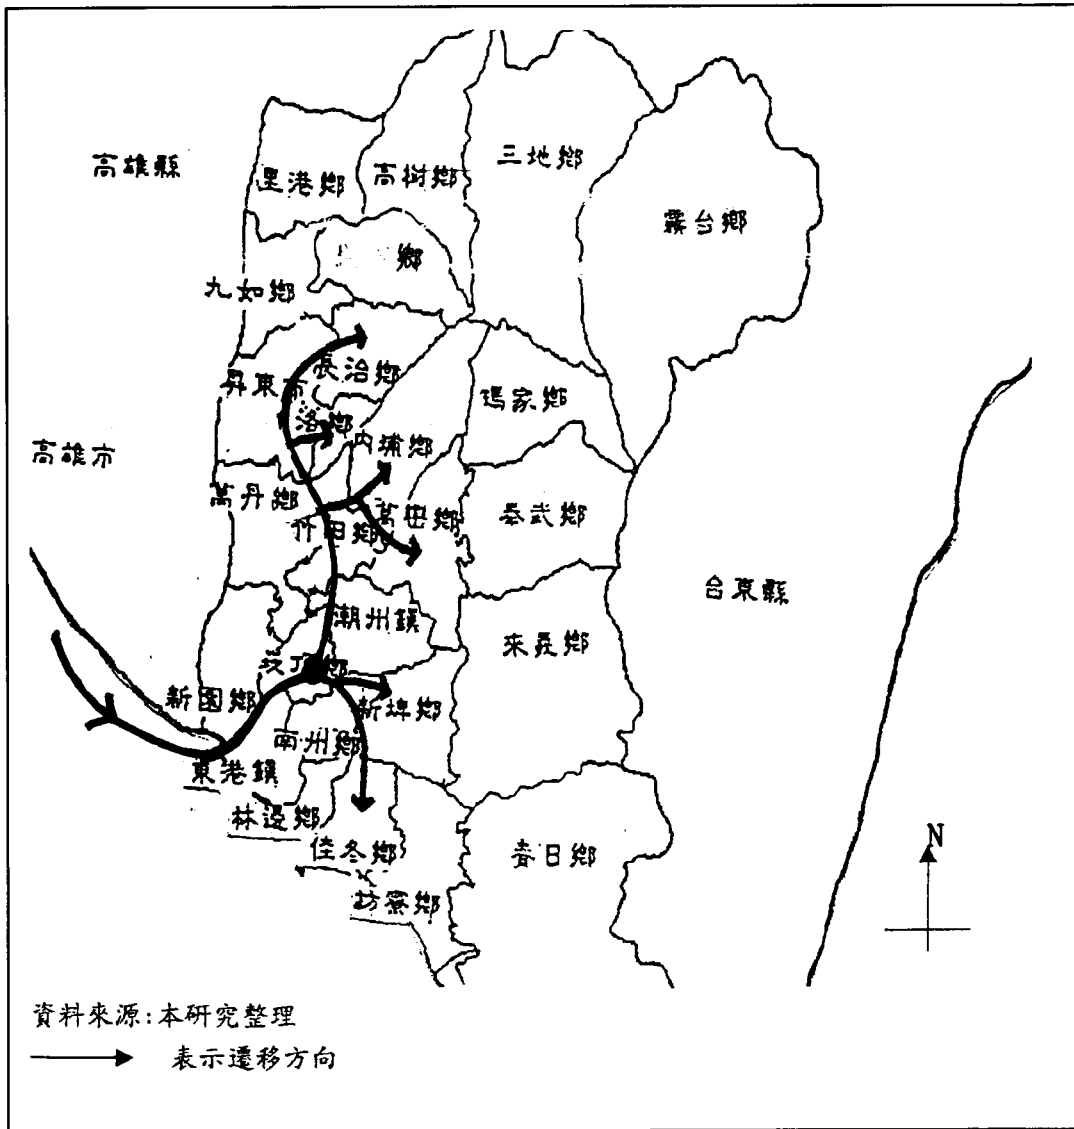 高雄縣
里港鄉
高树鄉
三地鄉
霧台鄉
鄉
九如鄉
屏東市
長治鄉
洛鄉
瑪家鄉
高雄市
內埔鄉
萬丹鄉
萬田鄉
泰武鄉
竹田鄉
台東縣
潮州鎮
來義鄉
崁丁鄉
新園鄉
新埤鄉
南州鄉
東港鎮
林邊鄉
佳冬鄉
春日鄉
枋寮鄉
N
資料來源:本研究整理
表示遷移方向